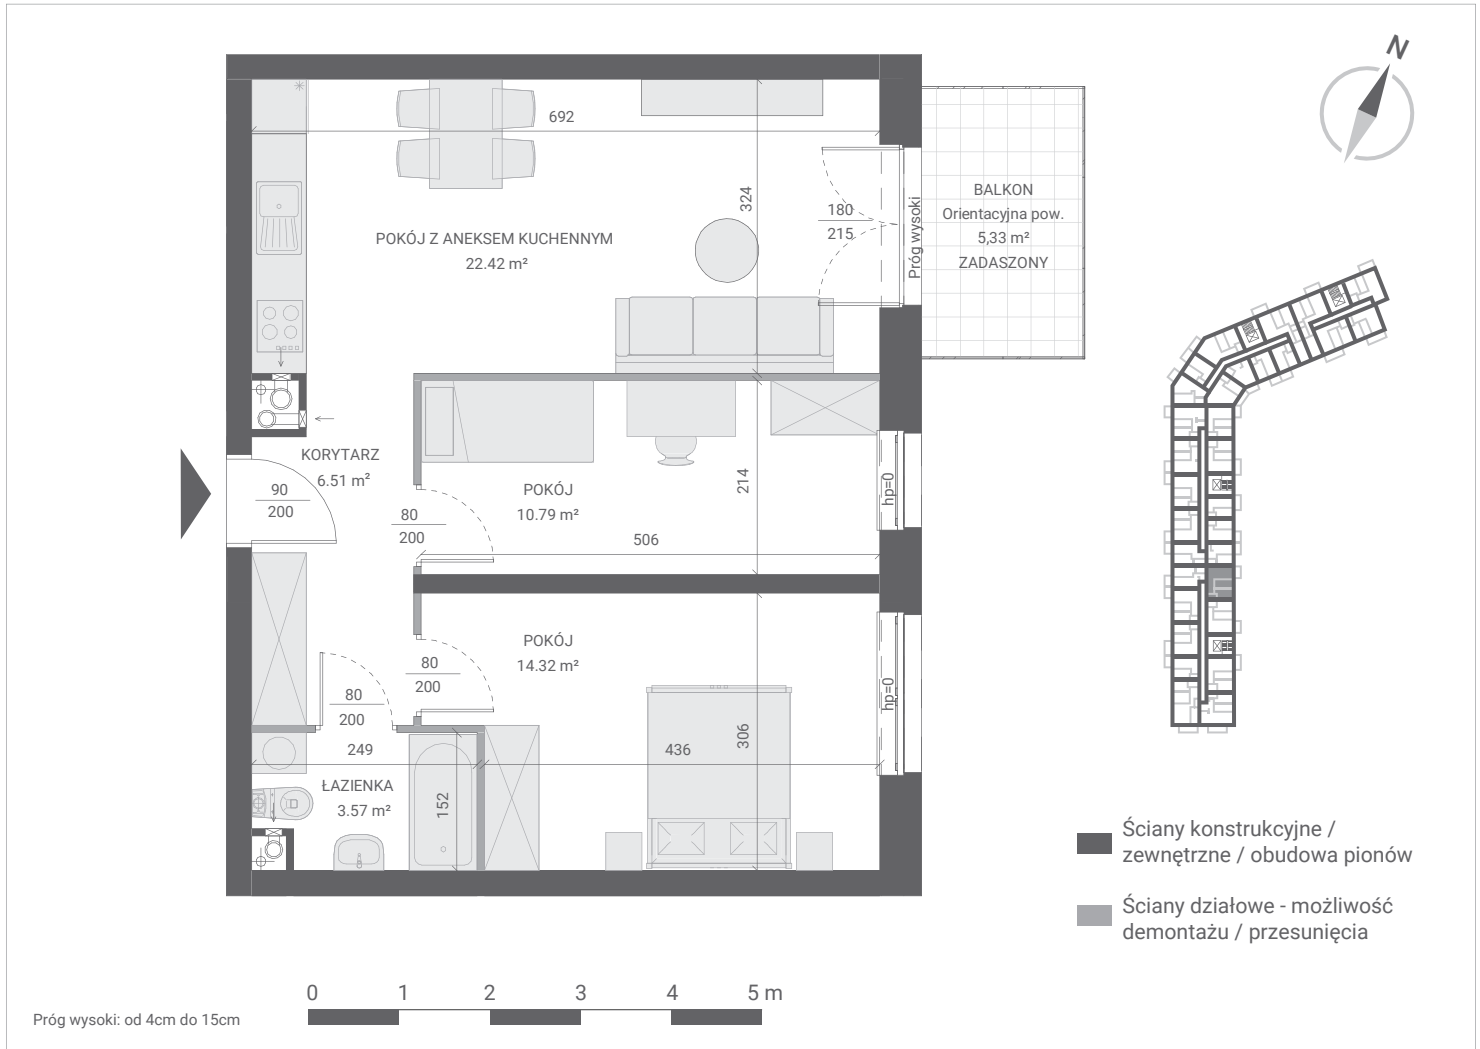 N
692
324
180
215
Próg wysoki
BALKON
Orientacyjna pow.
5,33 m²
ZADASZONY
POKÓJ Z ANEKSEM KUCHENNYM
22.42 m²
KORYTARZ
6.51 m²
90
200
80
200
POKÓJ
10.79 m²
214
506
hp=0
POKÓJ
14.32 m²
80
200
80
200
hp=0
249
436
306
ŁAZIENKA
3.57 m²
152
Ściany konstrukcyjne /
zewnętrzne / obudowa pionów
Ściany działowe - możliwość
demontażu / przesunięcia
0 1 2 3 4 5 m
Próg wysoki: od 4cm do 15cm